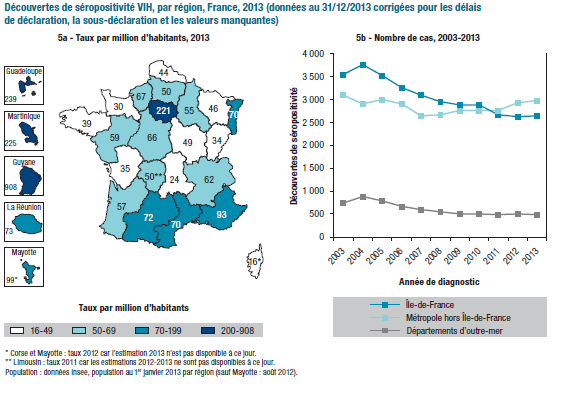 Découvertes de séropositivité VIH, par région, France, 2013 (données au 31/12/2013 corrigées pour les délais
de déclaration, la sous-déclaration et les valeurs manquantes)
5a - Taux par million d'habitants, 2013
Guadeloupe
239
Martinique
225
Guyane
908
La Réunion
73
Mayotte
99*
44
67
50
30
221
55
46
70
39
59
66
49
34
35
50**
24
62
57
72
70
93
16*
Taux par million d'habitants
16-49
50-69
70-199
200-908
5b - Nombre de cas, 2003-2013
Découvertes de séropositivité
4 000
3 500
3 000
2 500
2 000
1 500
1 000
500
0
2003
2004
2005
2006
2007
2008
2009
2010
2011
2012
2013
Année de diagnostic
Île-de-France
Métropole hors Île-de-France
Départements d'outre-mer
* Corse et Mayotte : taux 2012 car l'estimation 2013 n'est pas disponible à ce jour.
** Limousin : taux 2011 car les estimations 2012-2013 ne sont pas disponibles à ce jour.
Population : données Insee, population au 1er janvier 2013 par région (sauf Mayotte : août 2012).